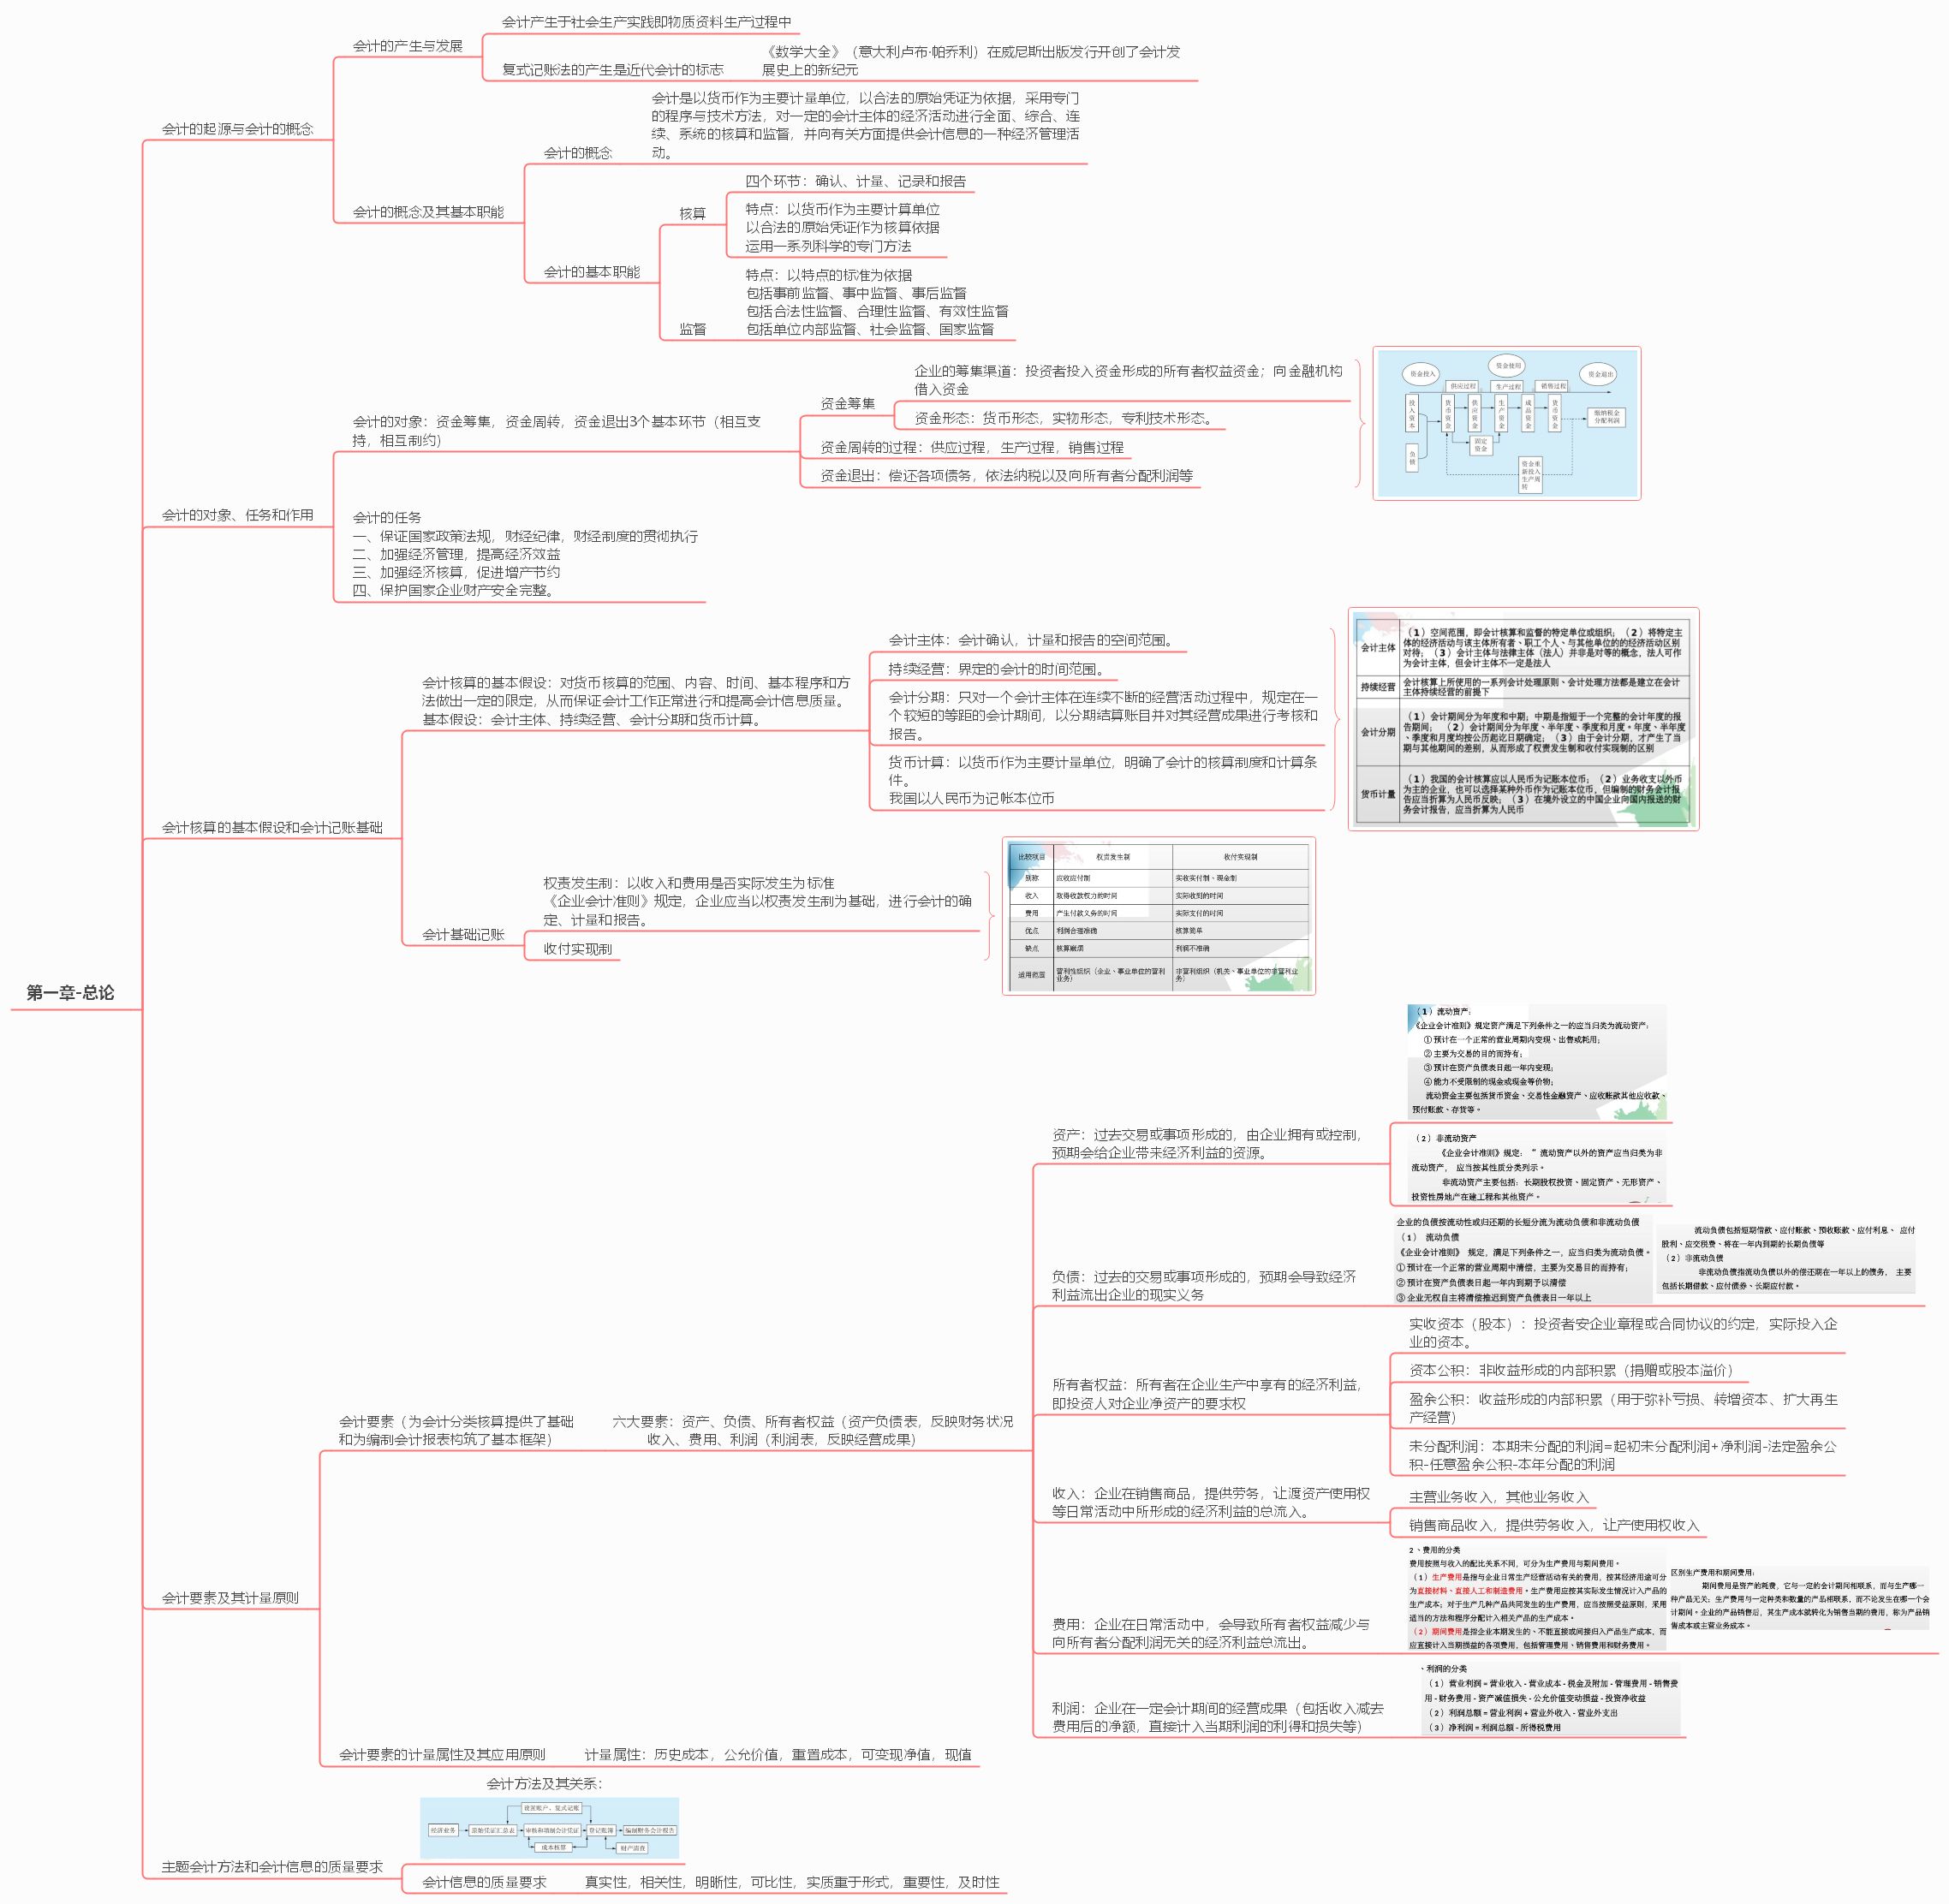 第一章-总论
会计的起源与会计的概念
会计的产生与发展
会计产生于社会生产实践即物质资料生产过程中
复式记账法的产生是近代会计的标志
《数学大全》（意大利卢布·帕乔利）在威尼斯出版发行开创了会计发
展史上的新纪元
会计的概念及其基本职能
会计的概念
会计是以货币作为主要计量单位，以合法的原始凭证为依据，采用专门
的程序与技术方法，对一定的会计主体的经济活动进行全面、综合、连
续、系统的核算和监督，并向有关方面提供会计信息的一种经济管理活
动。
会计的基本职能
核算
四个环节：确认、计量、记录和报告
特点：以货币作为主要计算单位
以合法的原始凭证作为核算依据
运用一系列科学的专门方法
监督
特点：以特点的标准为依据
包括事前监督、事中监督、事后监督
包括合法性监督、合理性监督、有效性监督
包括单位内部监督、社会监督、国家监督
会计的对象、任务和作用
会计的对象：资金筹集，资金周转，资金退出3个基本环节（相互支
持，相互制约）
资金筹集
企业的筹集渠道：投资者投入资金形成的所有者权益资金；向金融机构
借入资金
资金形态：货币形态，实物形态，专利技术形态。
资金周转的过程：供应过程，生产过程，销售过程
资金退出：偿还各项债务，依法纳税以及向所有者分配利润等
资金投入
资金使用
资金退出
供应过程
生产过程
销售过程
投入资本
货币资金
供应资金
生产资金
成品资金
货币资金
缴纳税金
分配利润
负债
固定
资金
资金重
新投入
生产周
转
会计的任务
一、保证国家政策法规，财经纪律，财经制度的贯彻执行
二、加强经济管理，提高经济效益
三、加强经济核算，促进增产节约
四、保护国家企业财产安全完整。
会计核算的基本假设和会计记账基础
会计核算的基本假设：对货币核算的范围、内容、时间、基本程序和方
法做出一定的限定，从而保证会计工作正常进行和提高会计信息质量。
基本假设：会计主体、持续经营、会计分期和货币计算。
会计主体：会计确认，计量和报告的空间范围。
持续经营：界定的会计的时间范围。
会计分期：只对一个会计主体在连续不断的经营活动过程中，规定在一
个较短的等距的会计期间，以分期结算账目并对其经营成果进行考核和
报告。
货币计算：以货币作为主要计量单位，明确了会计的核算制度和计算条
件。
我国以人民币为记帐本位币
会计主体
（1）空间范围，即会计核算和监督的特定单位或组织；（2）将特定主
体的经济活动与该主体所有者、职工个人、与其他单位的的经济活动区别
对待；（3）会计主体与法律主体（法人）并非是对等的概念，法人可作
为会计主体，但会计主体不一定是法人
持续经营
会计核算上所使用的一系列会计处理原则、会计处理方法都是建立在会计
主体持续经营的前提下
会计分期
（1）会计期间分为年度和中期；中期是指短于一个完整的会计年度的报
告期间；（2）会计期间分为年度、半年度、季度和月度。年度、半年度
、季度和月度均按公历起讫日期确定；（3）由于会计分期，才产生了当
期与其他期间的差别，从而形成了权责发生制和收付实现制的区别
货币计量
（1）我国的会计核算应以人民币为记账本位币；（2）业务收支以外币
为主的企业，也可以选择某种外币作为记账本位币，但编制的财务会计报
告应当折算为人民币反映；（3）在境外设立的中国企业向国内报送的财
务会计报告，应当折算为人民币
会计基础记账
权责发生制：以收入和费用是否实际发生为标准
《企业会计准则》规定，企业应当以权责发生制为基础，进行会计的确
定、计量和报告。
收付实现制
比较项目 权责发生制 收付实现制
别称 应收应付制 实收实付制、现金制
收入 取得收款权力的时间 实际收到的时间
费用 产生付款义务的时间 实际支付的时间
优点 利润合理准确 核算简单
缺点 核算麻烦 利润不准确
适用范围 营利性组织（企业、事业单位的营利 非营利组织（机关、事业单位的非营利业
业务） 务）
会计要素及其计量原则
会计要素（为会计分类核算提供了基础
和为编制会计报表构筑了基本框架）
六大要素：资产、负债、所有者权益（资产负债表，反映财务状况
收入、费用、利润（利润表，反映经营成果）
资产：过去交易或事项形成的，由企业拥有或控制，
预期会给企业带来经济利益的资源。
（1）流动资产：
《企业会计准则》规定资产满足下列条件之一的应当归类为流动资产：
① 预计在一个正常的营业周期内变现、出售或耗用；
② 主要为交易的目的而持有；
③ 预计在资产负债表日起一年内变现；
④ 能力不受限制的现金或现金等价物；
流动资金主要包括货币资金、交易性金融资产、应收账款其他应收款、
预付账款、存货等。
（2）非流动资产
《企业会计准则》规定：＂流动资产以外的资产应当归类为非
流动资产， 应当按其性质分类列示。
非流动资产主要包括：长期股权投资、固定资产、无形资产、
投资性房地产在建工程和其他资产。
负债：过去的交易或事项形成的，预期会导致经济
利益流出企业的现实义务
企业的负债按流动性或归还期的长短分流为流动负债和非流动负债
（1） 流动负债
《企业会计准则》 规定，满足下列条件之一，应当归类为流动负债。
① 预计在一个正常的营业周期中清偿，主要为交易目的而持有；
② 预计在资产负债表日起一年内到期予以清偿
③ 企业无权自主将清偿推迟到资产负债表日一年以上
流动负债包括短期借款、应付账款、预收账款、应付利息、 应付
股利、应交税费、将在一年内到期的长期负债等
（2）非流动负债
非流动负债指流动负债以外的偿还期在一年以上的债务， 主要
包括长期借款、应付债券、长期应付款。
所有者权益：所有者在企业生产中享有的经济利益，
即投资人对企业净资产的要求权
实收资本（股本）：投资者安企业章程或合同协议的约定，实际投入企
业的资本。
资本公积：非收益形成的内部积累（捐赠或股本溢价）
盈余公积：收益形成的内部积累（用于弥补亏损、转增资本、扩大再生
产经营）
未分配利润：本期未分配的利润=起初未分配利润+净利润-法定盈余公
积-任意盈余公积-本年分配的利润
收入：企业在销售商品，提供劳务，让渡资产使用权
等日常活动中所形成的经济利益的总流入。
主营业务收入，其他业务收入
销售商品收入，提供劳务收入，让产使用权收入
费用：企业在日常活动中，会导致所有者权益减少与
向所有者分配利润无关的经济利益总流出。
2、费用的分类
费用按照与收入的配比关系不同，可分为生产费用与期间费用。
（1）生产费用是指与企业日常生产经营活动有关的费用，按其经济用途可分
为直接材料、直接人工和制造费用。生产费用应按其实际发生情况计入产品的
生产成本；对于生产几种产品共同发生的生产费用，应当按照受益原则，采用
适当的方法和程序分配计入相关产品的生产成本。
（2）期间费用是指企业本期发生的、不能直接或间接归入产品生产成本，而
应直接计入当期损益的各项费用，包括管理费用、销售费用和财务费用。
区别生产费用和期间费用：
期间费用是资产的耗费，它与一定的会计期间相联系，而与生产哪一
种产品无关；生产费用与一定种类和数量的产品相联系，而不论发生在哪一个会
计期间。企业的产品销售后，其生产成本就转化为销售当期的费用，称为产品销
售成本或主营业务成本。
利润：企业在一定会计期间的经营成果（包括收入减去
费用后的净额，直接计入当期利润的利得和损失等）
、利润的分类
（1）营业利润 = 营业收入 - 营业成本 - 税金及附加 - 管理费用 - 销售费
用 - 财务费用 - 资产减值损失 - 公允价值变动损益 - 投资净收益
（2）利润总额 = 营业利润 + 营业外收入 - 营业外支出
（3）净利润 = 利润总额 - 所得税费用
会计要素的计量属性及其应用原则
计量属性：历史成本，公允价值，重置成本，可变现净值，现值
主题会计方法和会计信息的质量要求
会计方法及其关系：
设置账户、复式记账
经济业务
原始凭证汇总表
审核和填制会计凭证
登记账簿
编制财务会计报告
成本核算
财产清查
会计信息的质量要求
真实性，相关性，明晰性，可比性，实质重于形式，重要性，及时性